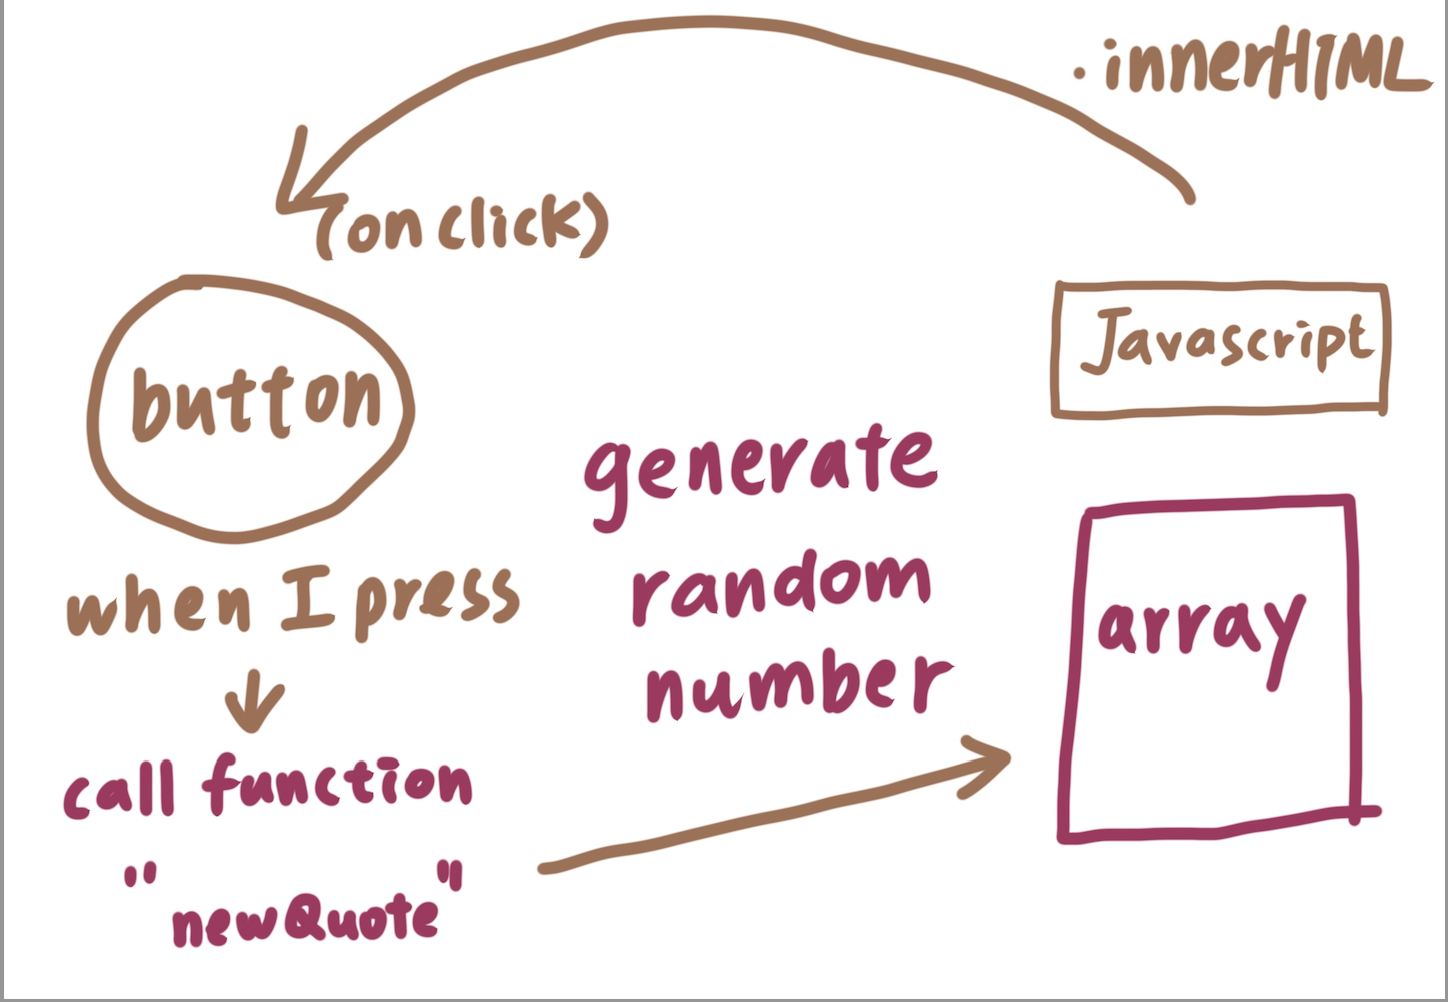 .innerHTML
(on click)
button
Javascript
when I press
generate
random
number
array
call function
"newQuote"